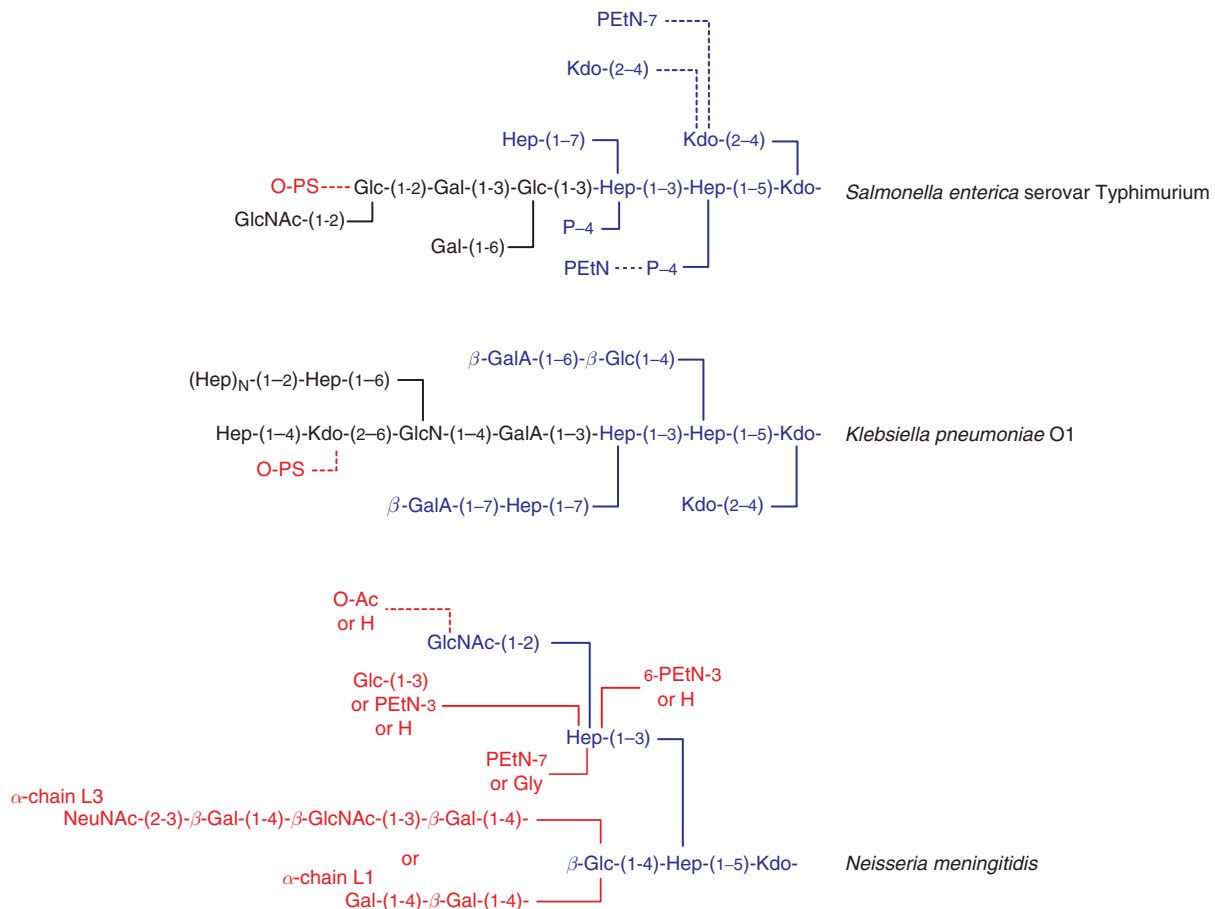 PEtN-7
Kdo-(2–4)
Hep-(1–7)
Kdo-(2–4)
O-PS
Glc-(1-2)-Gal-(1-3)-Glc-(1-3)-Hep-(1–3)-Hep-(1–5)-Kdo-
Salmonella enterica serovar Typhimurium
GlcNAc-(1-2)
P–4
Gal-(1-6)
PEtN
P–4
β-GalA-(1–6)-β-Glc(1–4)
(Hep)N-(1–2)-Hep-(1–6)
Hep-(1–4)-Kdo-(2–6)-GlcN-(1–4)-GalA-(1–3)-Hep-(1–3)-Hep-(1–5)-Kdo-
Klebsiella pneumoniae O1
O-PS
β-GalA-(1–7)-Hep-(1–7)
Kdo-(2–4)
O-Ac
or H
GlcNAc-(1-2)
Glc-(1-3)
or PEtN-3
or H
6-PEtN-3
or H
Hep-(1–3)
PEtN-7
or Gly
α-chain L3
NeuNAc-(2-3)-β-Gal-(1-4)-β-GlcNAc-(1-3)-β-Gal-(1-4)-
or
β-Glc-(1-4)-Hep-(1–5)-Kdo-
Neisseria meningitidis
α-chain L1
Gal-(1-4)-β-Gal-(1-4)-